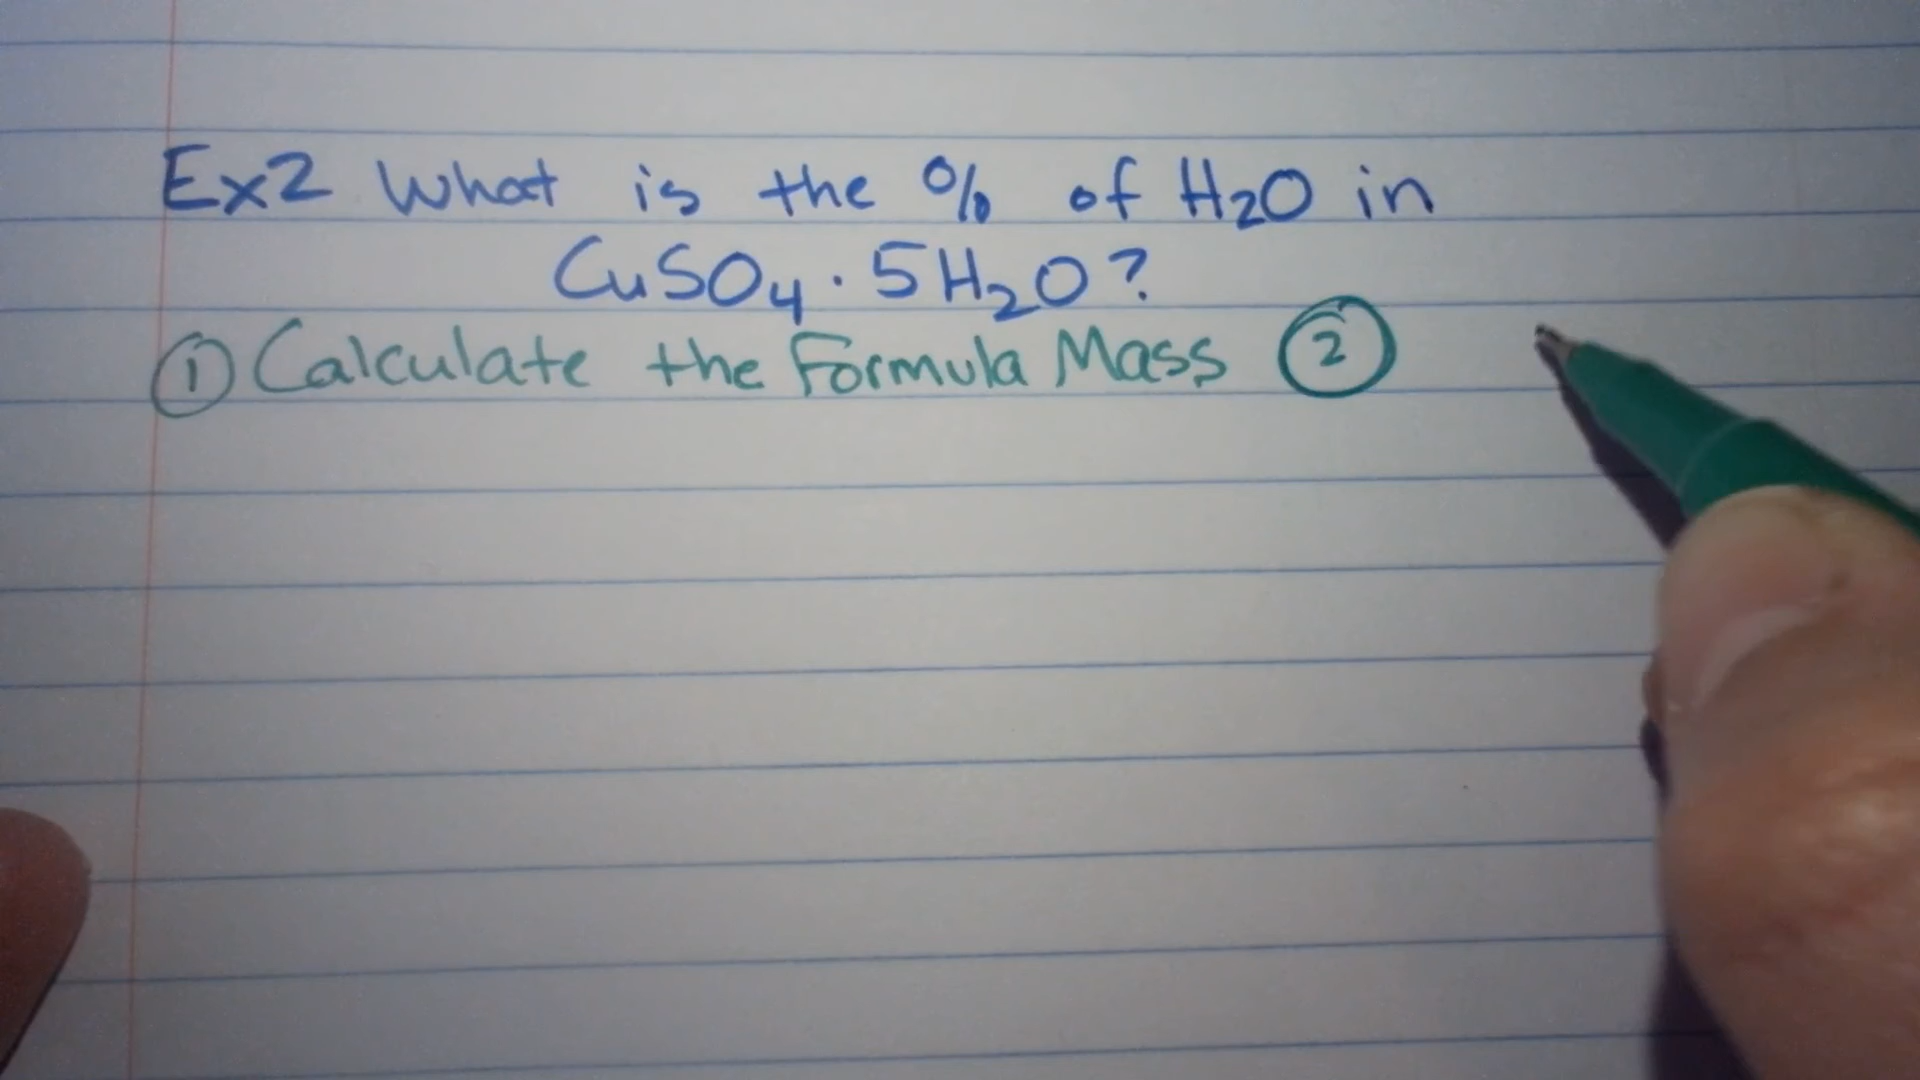 Ex2 What is the % of H₂O in
CuSO₄ · 5H₂O?
① Calculate the Formula Mass ②